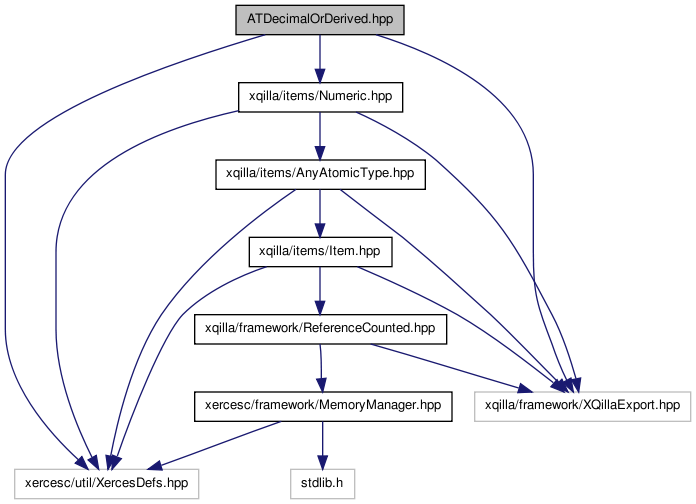 ATDecimalOrDerived.hpp
xqilla/items/Numeric.hpp
xqilla/items/AnyAtomicType.hpp
xqilla/items/Item.hpp
xqilla/framework/ReferenceCounted.hpp
xercesc/framework/MemoryManager.hpp
xqilla/framework/XQillaExport.hpp
xercesc/util/XercesDefs.hpp
stdlib.h